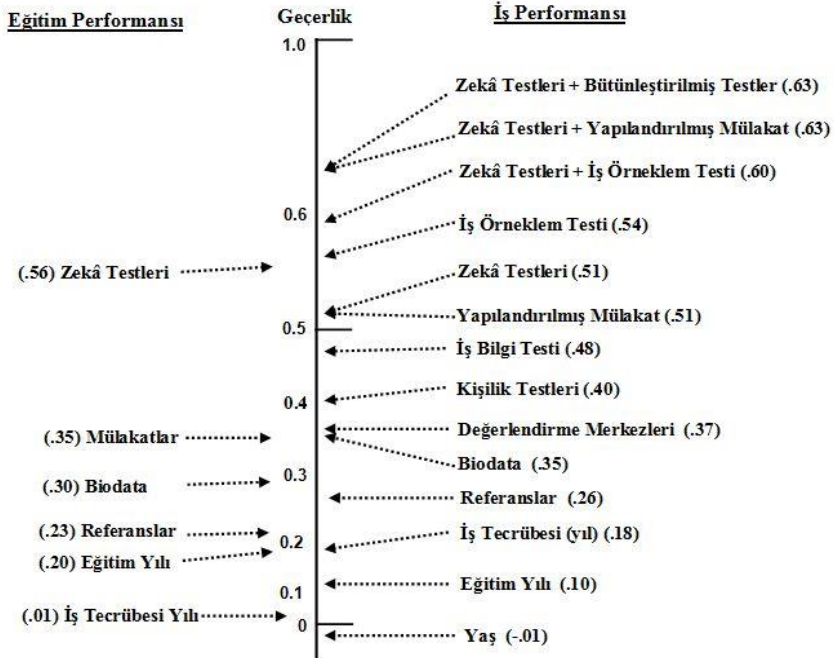 Eğitim Performansı
Geçerlik
İş Performansı
1.0
Zekâ Testleri + Bütünleştirilmiş Testler (.63)
Zekâ Testleri + Yapılandırılmış Mülakat (.63)
Zekâ Testleri + İş Örneklem Testi (.60)
0.6
İş Örneklem Testi (.54)
(.56) Zekâ Testleri
Zekâ Testleri (.51)
Yapılandırılmış Mülakat (.51)
0.5
İş Bilgi Testi (.48)
Kişilik Testleri (.40)
0.4
(.35) Mülakatlar
Değerlendirme Merkezleri (.37)
Biodata (.35)
0.3
(.30) Biodata
Referanslar (.26)
(.23) Referanslar
İş Tecrübesi (yıl) (.18)
0.2
(.20) Eğitim Yılı
Eğitim Yılı (.10)
0.1
(.01) İş Tecrübesi Yılı
0
Yaş (-.01)